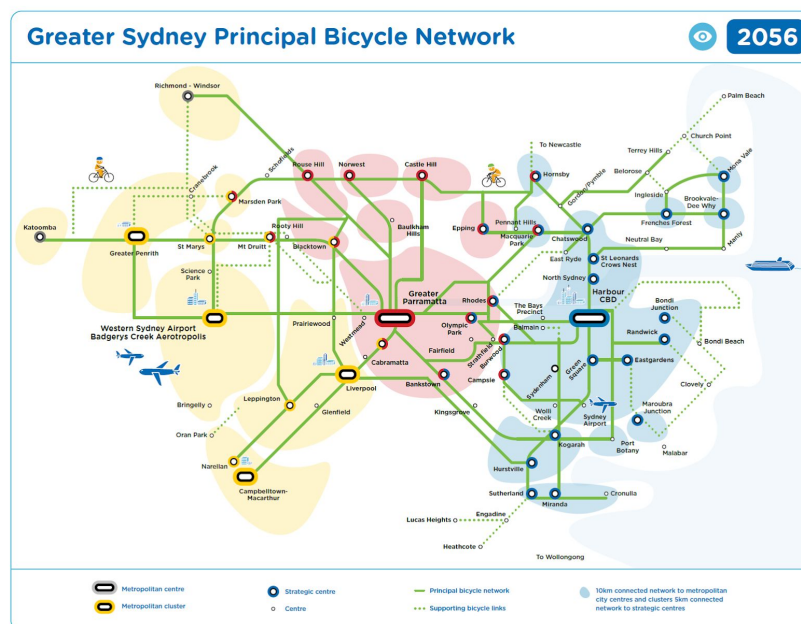 Greater Sydney Principal Bicycle Network
2056
Richmond - Windsor
Palm Beach
Church Point
To Newcastle
Terrey Hills
Mona Vale
Belrose
Schofields
Rouse Hill
Norwest
Castle Hill
Hornsby
Cranebrook
Gordon/Pymble
Ingleside
Brookvale-
Dee Why
Marsden Park
Katoomba
Greater Penrith
St Marys
Mt Druitt
Rooty Hill
Blacktown
Baulkham
Hills
Epping
Pennant Hills
Macquarie
Park
Chatswood
Frenches Forest
Neutral Bay
Manly
East Ryde
St Leonards
Crows Nest
North Sydney
Science
Park
Greater
Parramatta
Rhodes
The Bays
Precinct
Harbour
CBD
Bondi
Junction
Western Sydney Airport
Badgerys Creek Aerotropolis
Prairiewood
Westmead
Olympic
Park
Balmain
Randwick
Bondi Beach
Fairfield
Strathfield
Burwood
Cabramatta
Green
Square
Eastgardens
Liverpool
Bankstown
Campsie
Sydenham
Clovelly
Leppington
Maroubra
Junction
Bringelly
Glenfield
Kingsgrove
Wolli
Creek
Sydney
Airport
Oran Park
Kogarah
Port
Botany
Malabar
Narellan
Hurstville
Campbelltown-
Macarthur
Sutherland
Miranda
Cronulla
Engadine
Lucas Heights
Heathcote
To Wollongong
Metropolitan centre
Metropolitan cluster
Strategic centre
Centre
Principal bicycle network
Supporting bicycle links
10km connected network to metropolitan
city centres and clusters 5km connected
network to strategic centres